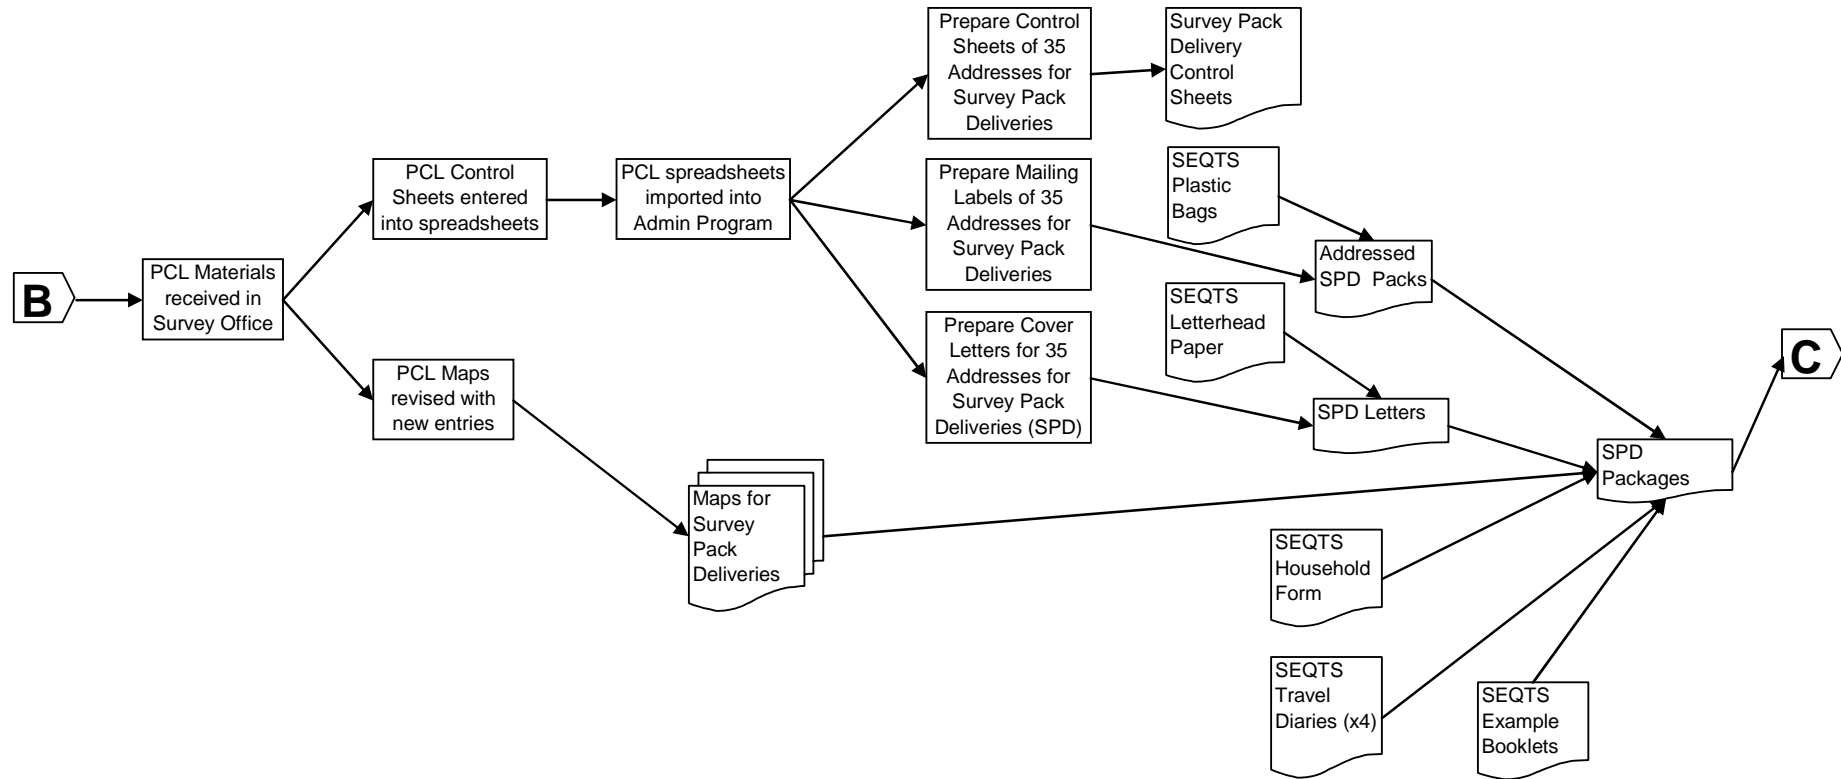 B
PCL Materials
received in
Survey Office
PCL Control
Sheets entered
into spreadsheets
PCL Maps
revised with
new entries
PCL spreadsheets
imported into
Admin Program
Maps for
Survey
Pack
Deliveries
Prepare Control
Sheets of 35
Addresses for
Survey Pack
Deliveries
Prepare Mailing
Labels of 35
Addresses for
Survey Pack
Deliveries
Prepare Cover
Letters for 35
Addresses for
Survey Pack
Deliveries (SPD)
Survey Pack
Delivery
Control
Sheets
SEQTS
Plastic
Bags
Addressed
SPD Packs
SEQTS
Letterhead
Paper
SPD Letters
SEQTS
Household
Form
SEQTS
Travel
Diaries (x4)
SEQTS
Example
Booklets
SPD
Packages
C